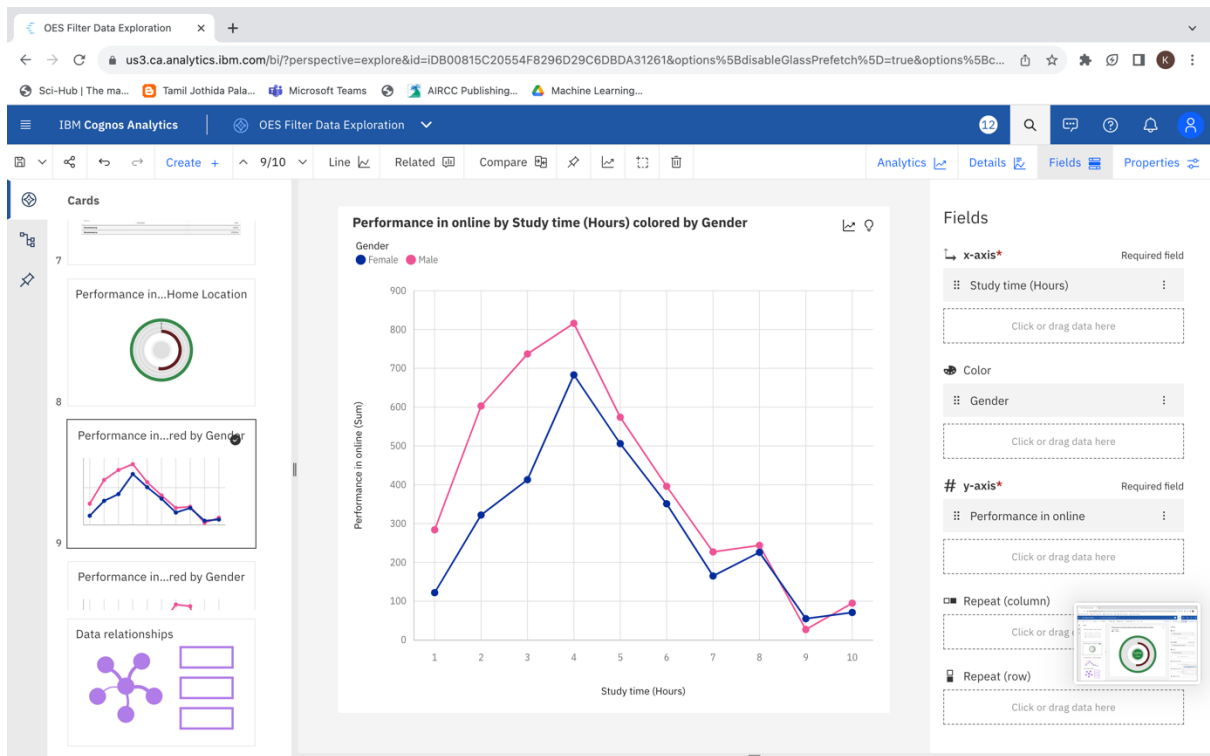 OES Filter Data Exploration
us3.ca.analytics.ibm.com/bi/?perspective=explore&id=iDB00815C20554F8296D29C6DBDA31261&options%5BdisableGlassPrefetch%5D=true&options%5Bc...
K
Sci-Hub | The ma...
Tamil Jothida Pala...
Microsoft Teams
AIRCC Publishing...
Machine Learning...
IBM Cognos Analytics
OES Filter Data Exploration
12
Create +
9/10
Line
Related
Compare
Analytics
Details
Fields
Properties
Cards
7
Performance in...Home Location
8
Performance in...red by Gender
9
Performance in...red by Gender
Data relationships
Performance in online by Study time (Hours) colored by Gender
Gender
Female Male
900
800
700
600
500
400
300
200
100
0
Performance in online (Sum)
1 2 3 4 5 6 7 8 9 10
Study time (Hours)
Fields
x-axis* Required field
Study time (Hours)
Click or drag data here
Color
Gender
Click or drag data here
# y-axis* Required field
Performance in online
Click or drag data here
Repeat (column)
Click or drag
Repeat (row)
Click or drag data here